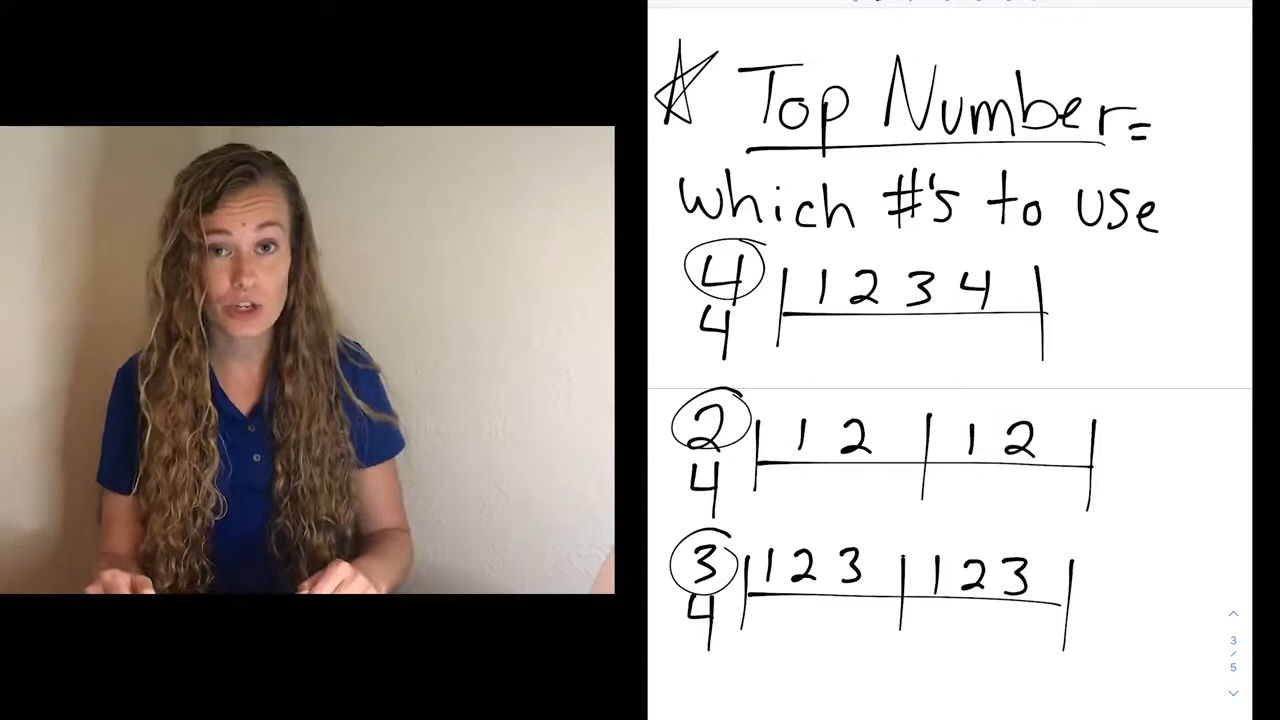 Top Number=
which #'s to use
4 | 1 2 3 4 |
4
2 | 1 2 | 1 2 |
4
3 | 1 2 3 | 1 2 3 |
4
3
/
5